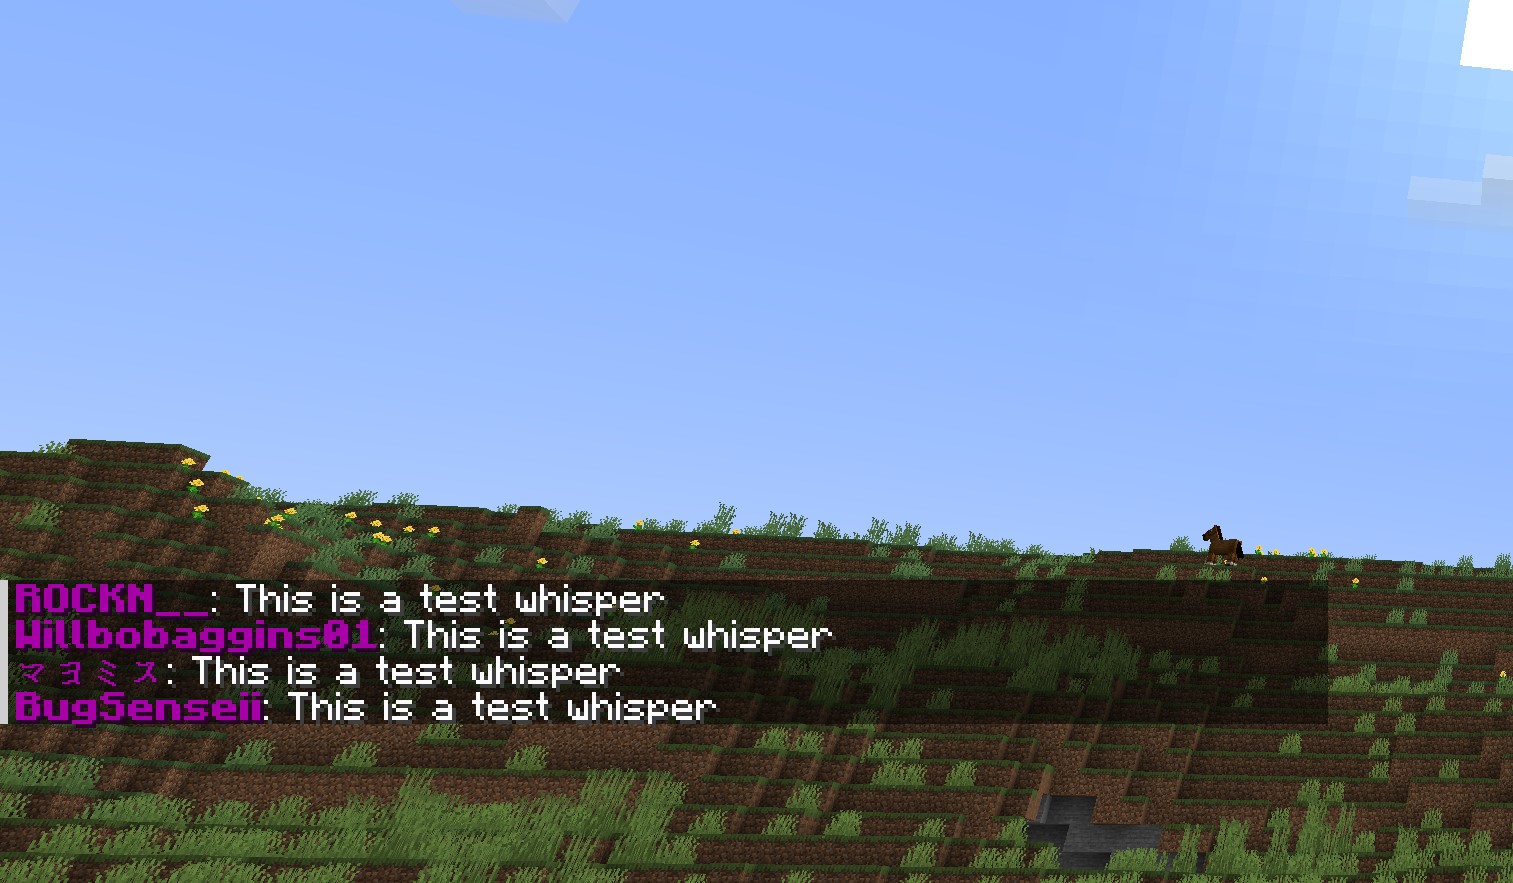 ROCKN__: This is a test whisper
Willbobaggins01: This is a test whisper
マヨミス: This is a test whisper
BugSenseii: This is a test whisper